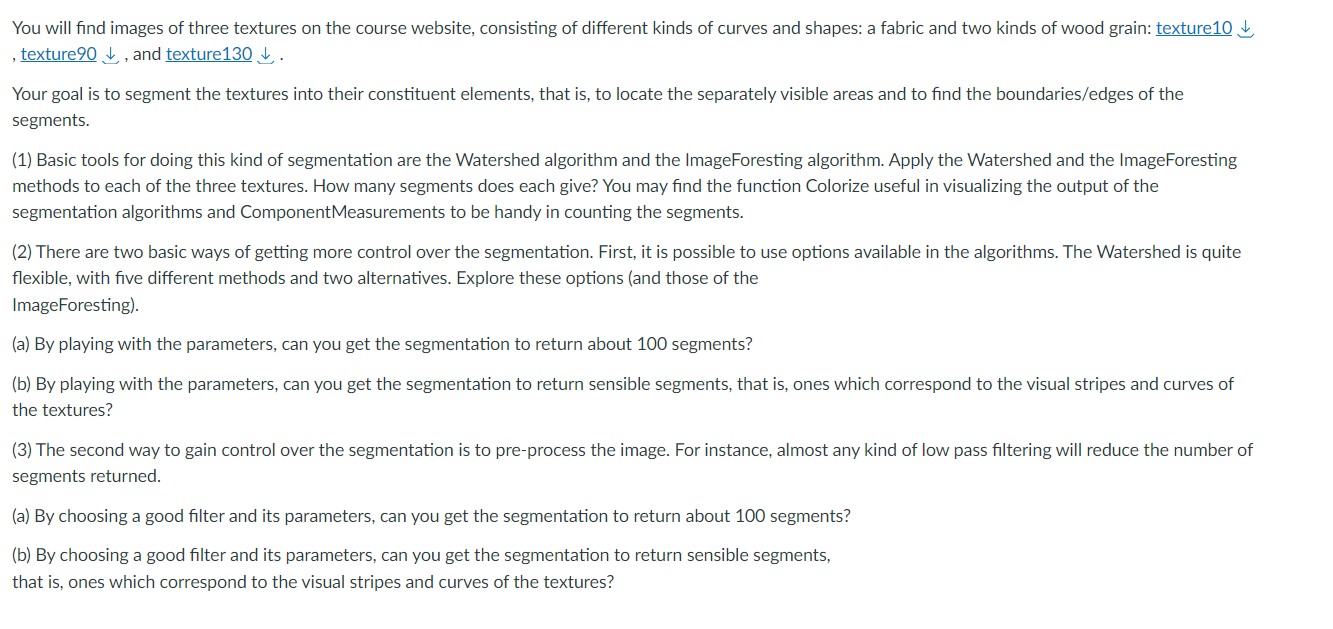 You will find images of three textures on the course website, consisting of different kinds of curves and shapes: a fabric and two kinds of wood grain: texture10
, texture90 , and texture130 .
Your goal is to segment the textures into their constituent elements, that is, to locate the separately visible areas and to find the boundaries/edges of the
segments.
(1) Basic tools for doing this kind of segmentation are the Watershed algorithm and the ImageForesting algorithm. Apply the Watershed and the ImageForesting
methods to each of the three textures. How many segments does each give? You may find the function Colorize useful in visualizing the output of the
segmentation algorithms and ComponentMeasurements to be handy in counting the segments.
(2) There are two basic ways of getting more control over the segmentation. First, it is possible to use options available in the algorithms. The Watershed is quite
flexible, with five different methods and two alternatives. Explore these options (and those of the
ImageForesting).
(a) By playing with the parameters, can you get the segmentation to return about 100 segments?
(b) By playing with the parameters, can you get the segmentation to return sensible segments, that is, ones which correspond to the visual stripes and curves of
the textures?
(3) The second way to gain control over the segmentation is to pre-process the image. For instance, almost any kind of low pass filtering will reduce the number of
segments returned.
(a) By choosing a good filter and its parameters, can you get the segmentation to return about 100 segments?
(b) By choosing a good filter and its parameters, can you get the segmentation to return sensible segments,
that is, ones which correspond to the visual stripes and curves of the textures?